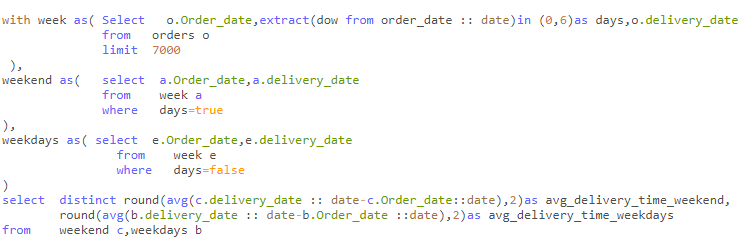 with week as( Select   o.Order_date,extract(dow from order_date :: date)in (0,6)as days,o.delivery_date
              from   orders o
              limit  7000
 ),
weekend as(   select  a.Order_date,a.delivery_date
              from    week a
              where   days=true
),
weekdays as( select  e.Order_date,e.delivery_date
                from    week e
                where   days=false
)
select  distinct round(avg(c.delivery_date :: date-c.Order_date::date),2)as avg_delivery_time_weekend,
        round(avg(b.delivery_date :: date-b.Order_date ::date),2)as avg_delivery_time_weekdays
from    weekend c,weekdays b